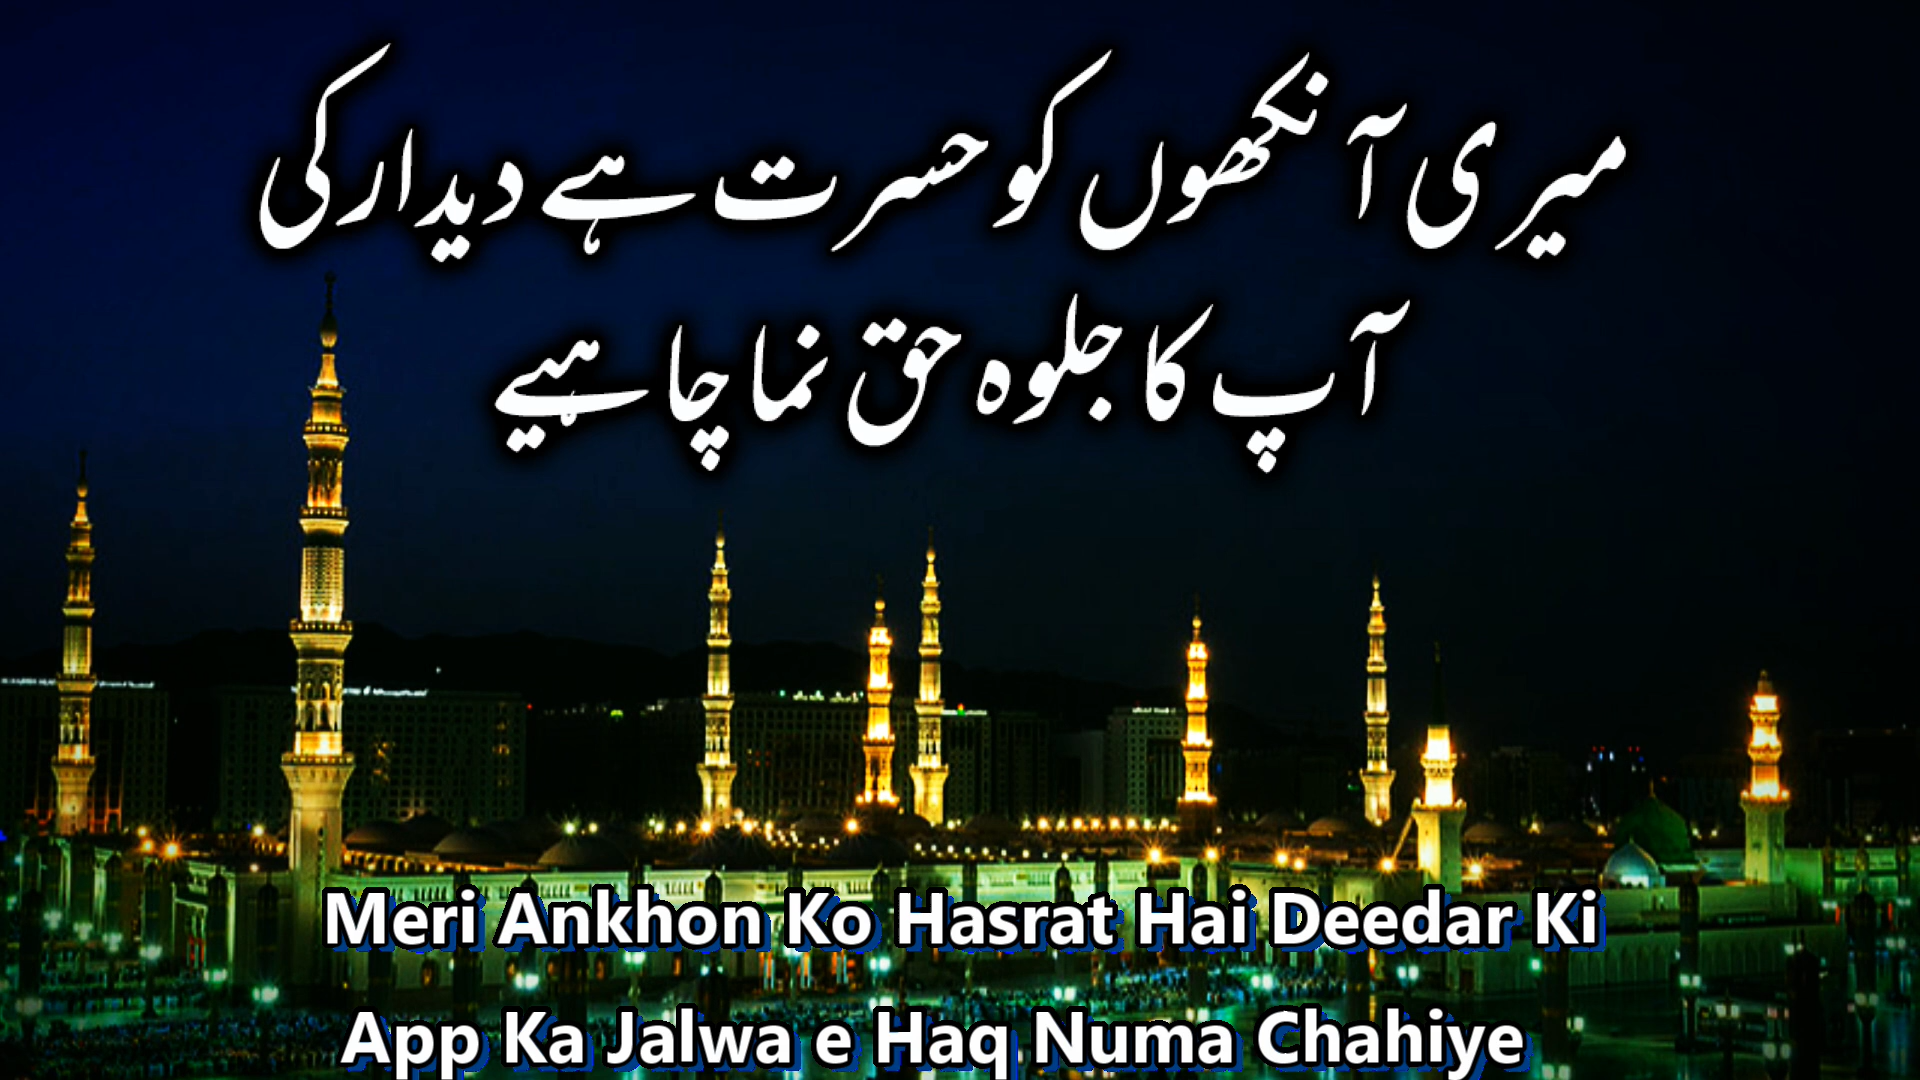 میری آنکھوں کو حسرت ہے دیدار کی
آپ کا جلوہ حق نما چاہیے
Meri Ankhon Ko Hasrat Hai Deedar Ki
App Ka Jalwa e Haq Numa Chahiye